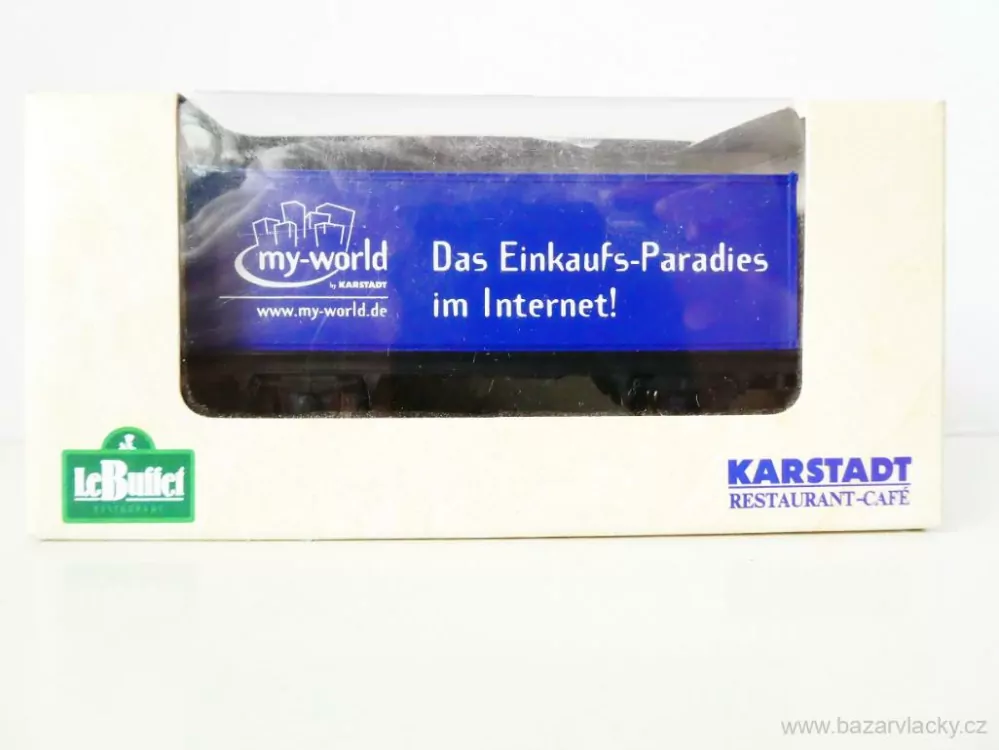 my-world
by KARSTADT
www.my-world.de
Das Einkaufs-Paradies
im Internet!
LeBuffet
RESTAURANT
KARSTADT
RESTAURANT-CAFÉ
www.bazarvlacky.cz